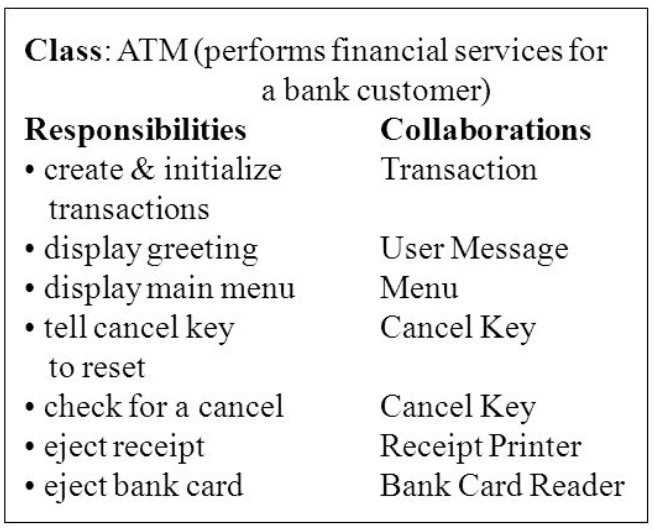 Class: ATM (performs financial services for
a bank customer)
Responsibilities Collaborations
• create & initialize Transaction
transactions
• display greeting User Message
• display main menu Menu
• tell cancel key Cancel Key
to reset
• check for a cancel Cancel Key
• eject receipt Receipt Printer
• eject bank card Bank Card Reader